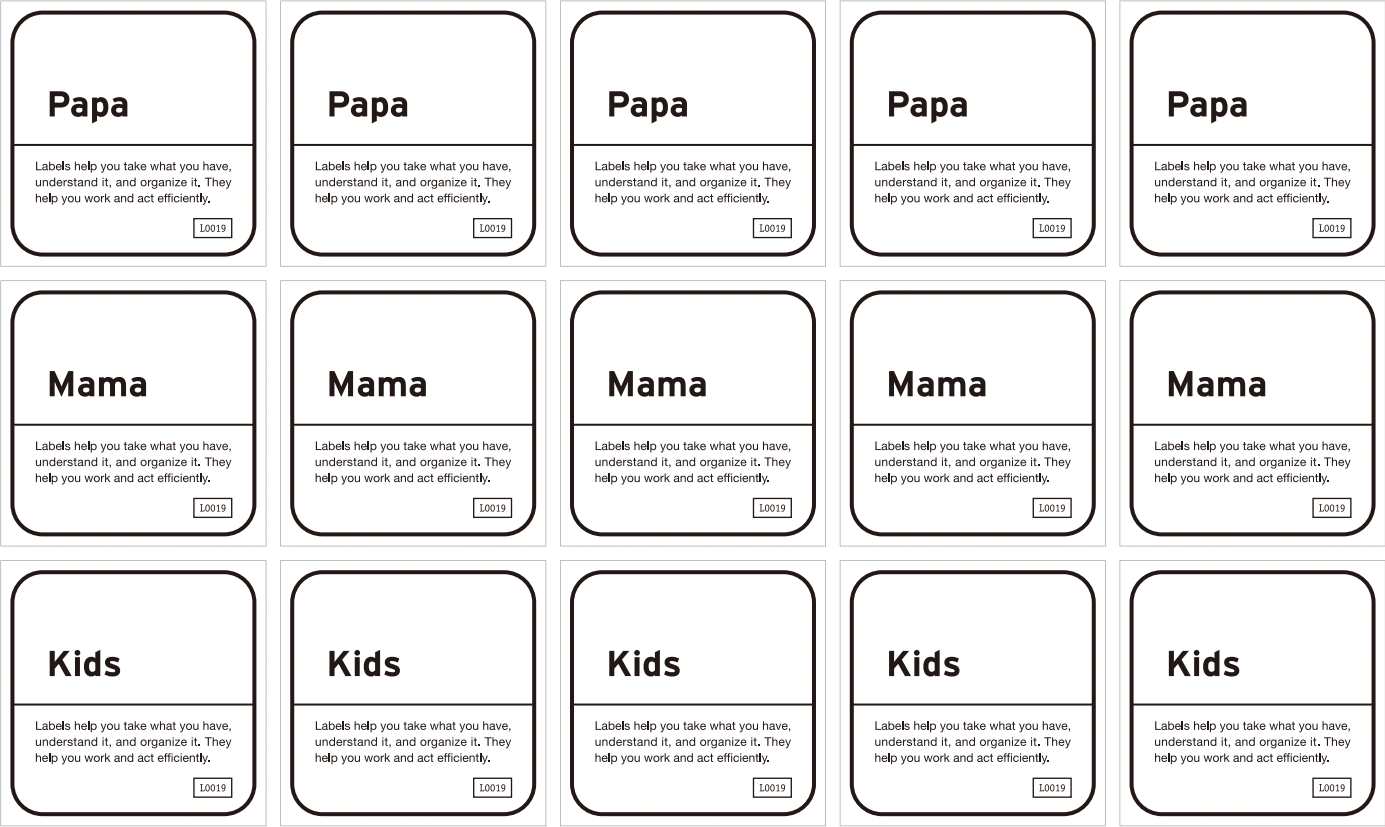 Papa
Labels help you take what you have,
understand it, and organize it. They
help you work and act efficiently.
L0019
Papa
Labels help you take what you have,
understand it, and organize it. They
help you work and act efficiently.
L0019
Papa
Labels help you take what you have,
understand it, and organize it. They
help you work and act efficiently.
L0019
Papa
Labels help you take what you have,
understand it, and organize it. They
help you work and act efficiently.
L0019
Papa
Labels help you take what you have,
understand it, and organize it. They
help you work and act efficiently.
L0019
Mama
Labels help you take what you have,
understand it, and organize it. They
help you work and act efficiently.
L0019
Mama
Labels help you take what you have,
understand it, and organize it. They
help you work and act efficiently.
L0019
Mama
Labels help you take what you have,
understand it, and organize it. They
help you work and act efficiently.
L0019
Mama
Labels help you take what you have,
understand it, and organize it. They
help you work and act efficiently.
L0019
Mama
Labels help you take what you have,
understand it, and organize it. They
help you work and act efficiently.
L0019
Kids
Labels help you take what you have,
understand it, and organize it. They
help you work and act efficiently.
L0019
Kids
Labels help you take what you have,
understand it, and organize it. They
help you work and act efficiently.
L0019
Kids
Labels help you take what you have,
understand it, and organize it. They
help you work and act efficiently.
L0019
Kids
Labels help you take what you have,
understand it, and organize it. They
help you work and act efficiently.
L0019
Kids
Labels help you take what you have,
understand it, and organize it. They
help you work and act efficiently.
L0019